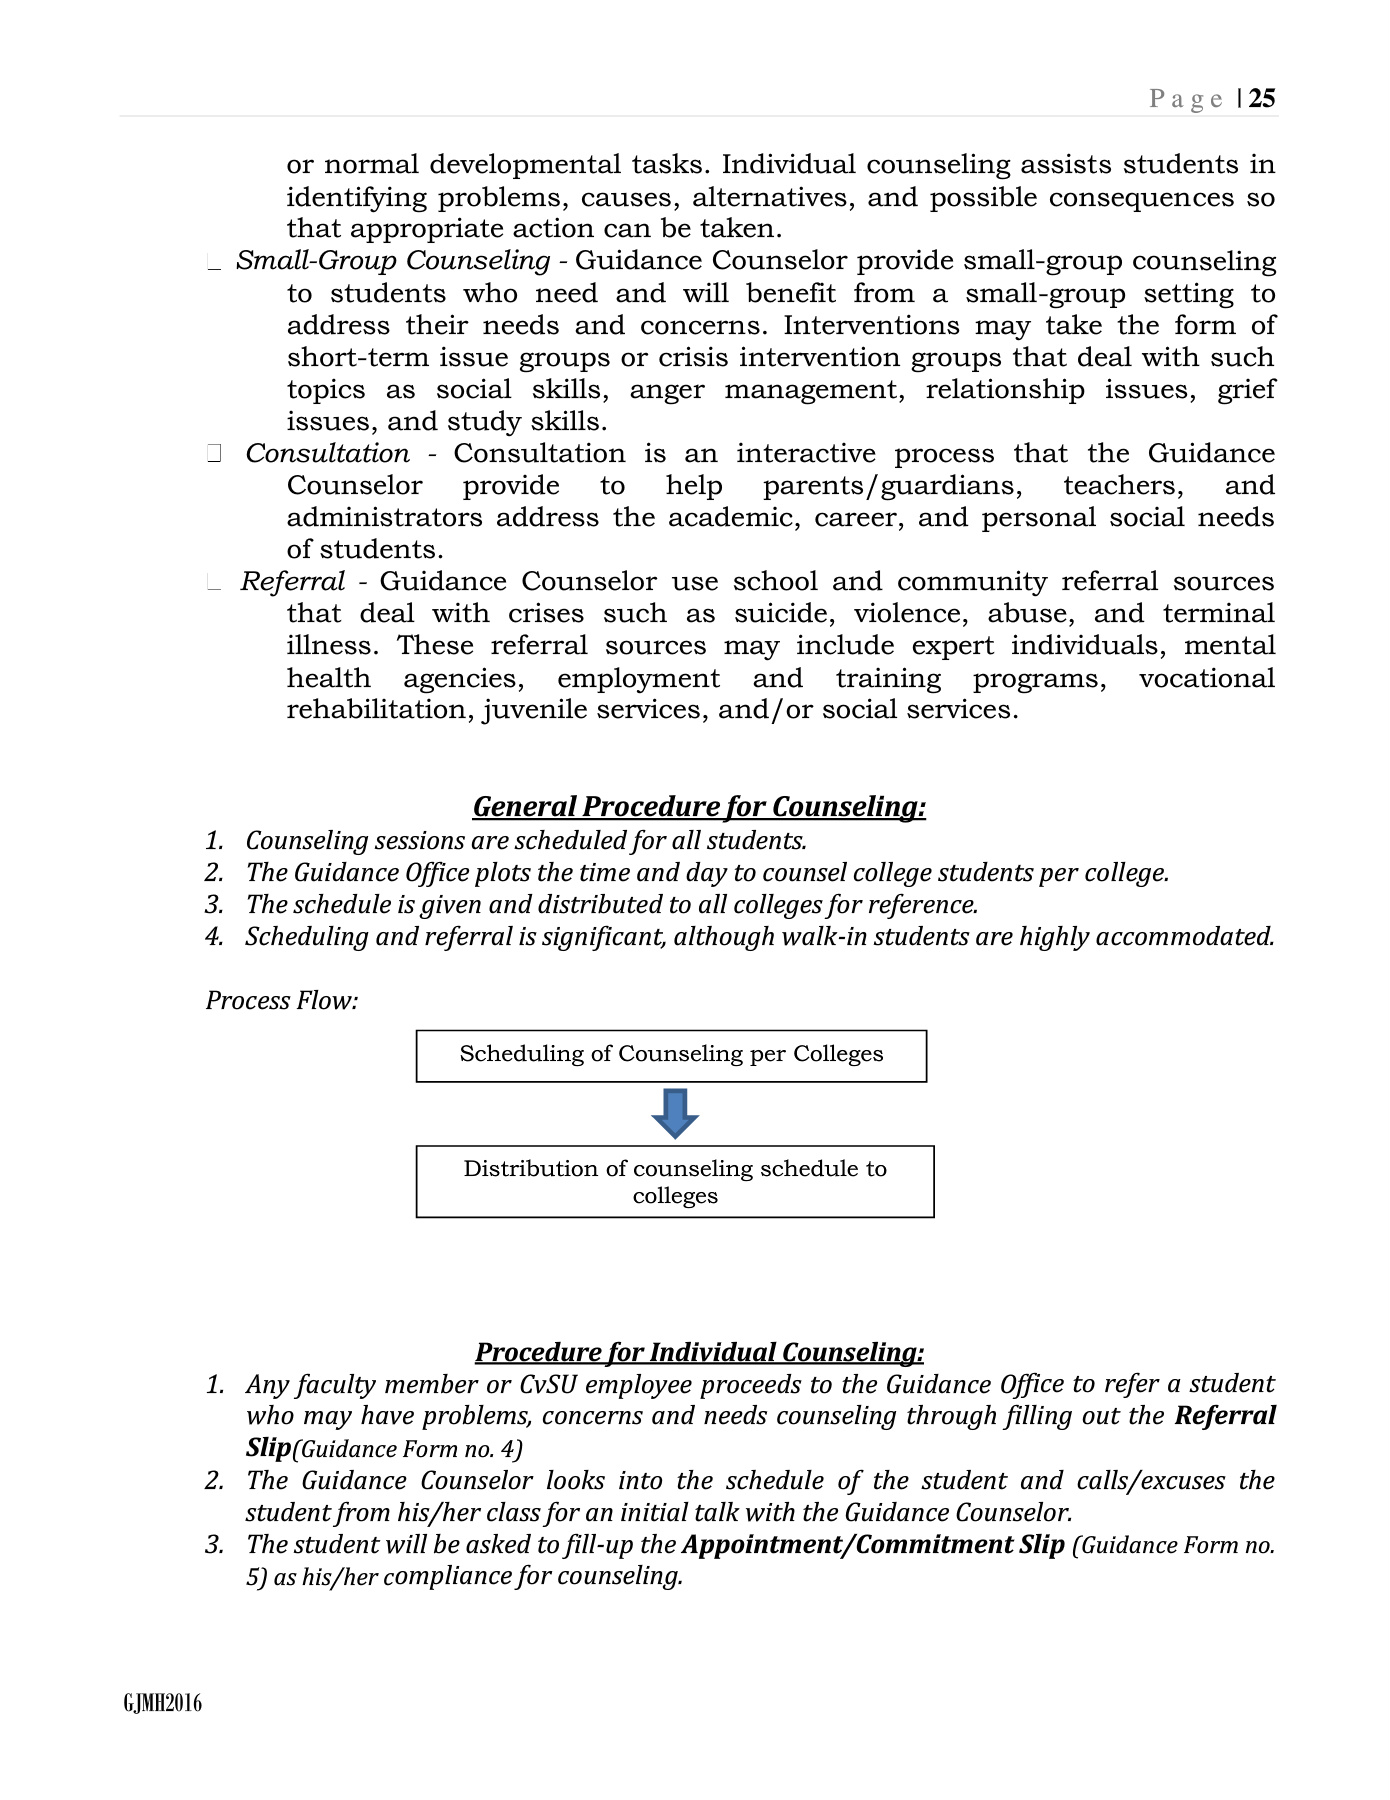 Page | 25
or normal developmental tasks. Individual counseling assists students in
identifying problems, causes, alternatives, and possible consequences so
that appropriate action can be taken.
Small-Group Counseling - Guidance Counselor provide small-group counseling
to students who need and will benefit from a small-group setting to
address their needs and concerns. Interventions may take the form of
short-term issue groups or crisis intervention groups that deal with such
topics as social skills, anger management, relationship issues, grief
issues, and study skills.
Consultation - Consultation is an interactive process that the Guidance
Counselor provide to help parents/guardians, teachers, and
administrators address the academic, career, and personal social needs
of students.
Referral - Guidance Counselor use school and community referral sources
that deal with crises such as suicide, violence, abuse, and terminal
illness. These referral sources may include expert individuals, mental
health agencies, employment and training programs, vocational
rehabilitation, juvenile services, and/or social services.
General Procedure for Counseling:
1. Counseling sessions are scheduled for all students.
2. The Guidance Office plots the time and day to counsel college students per college.
3. The schedule is given and distributed to all colleges for reference.
4. Scheduling and referral is significant, although walk-in students are highly accommodated.
Process Flow:
Scheduling of Counseling per Colleges
Distribution of counseling schedule to
colleges
Procedure for Individual Counseling:
1. Any faculty member or CvSU employee proceeds to the Guidance Office to refer a student
who may have problems, concerns and needs counseling through filling out the Referral
Slip(Guidance Form no. 4)
2. The Guidance Counselor looks into the schedule of the student and calls/excuses the
student from his/her class for an initial talk with the Guidance Counselor.
3. The student will be asked to fill-up the Appointment/Commitment Slip (Guidance Form no.
5) as his/her compliance for counseling.
GJMH2016